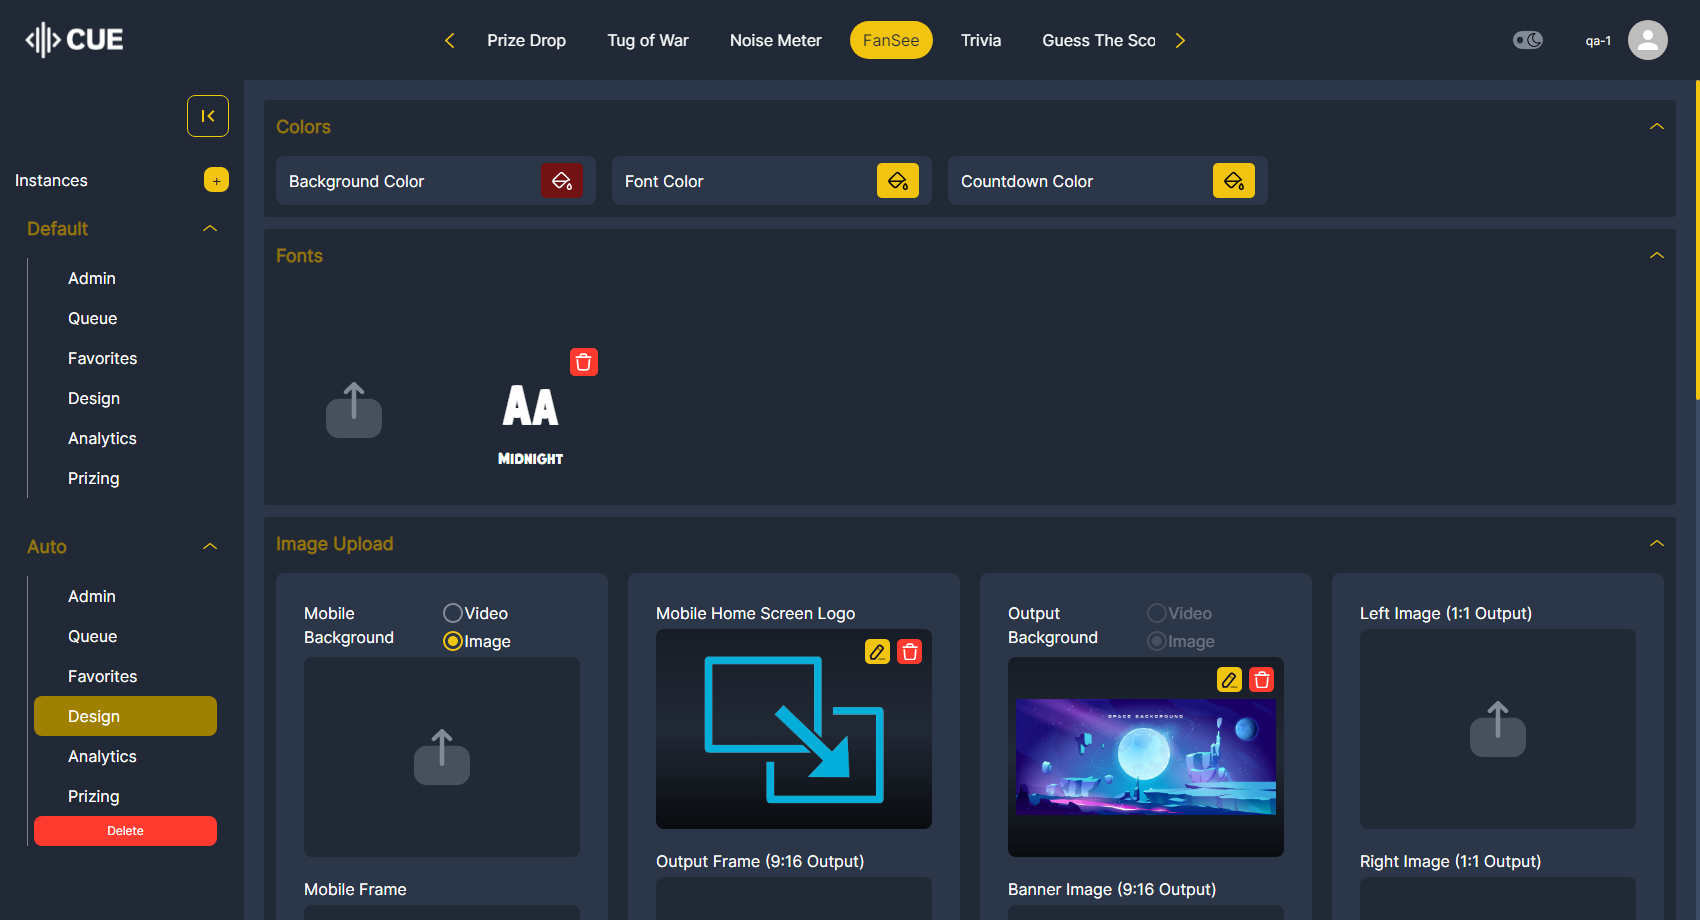 CUE
Prize Drop
Tug of War
Noise Meter
FanSee
Trivia
Guess The Sco
qa-1
Instances
+
Default
Admin
Queue
Favorites
Design
Analytics
Prizing
Auto
Admin
Queue
Favorites
Design
Analytics
Prizing
Delete
Colors
Background Color
Font Color
Countdown Color
Fonts
AA
MIDNIGHT
Image Upload
Mobile
Background
Video
Image
Mobile Frame
Mobile Home Screen Logo
Output Frame (9:16 Output)
Output
Background
Video
Image
SPACE BACKGROUND
Banner Image (9:16 Output)
Left Image (1:1 Output)
Right Image (1:1 Output)